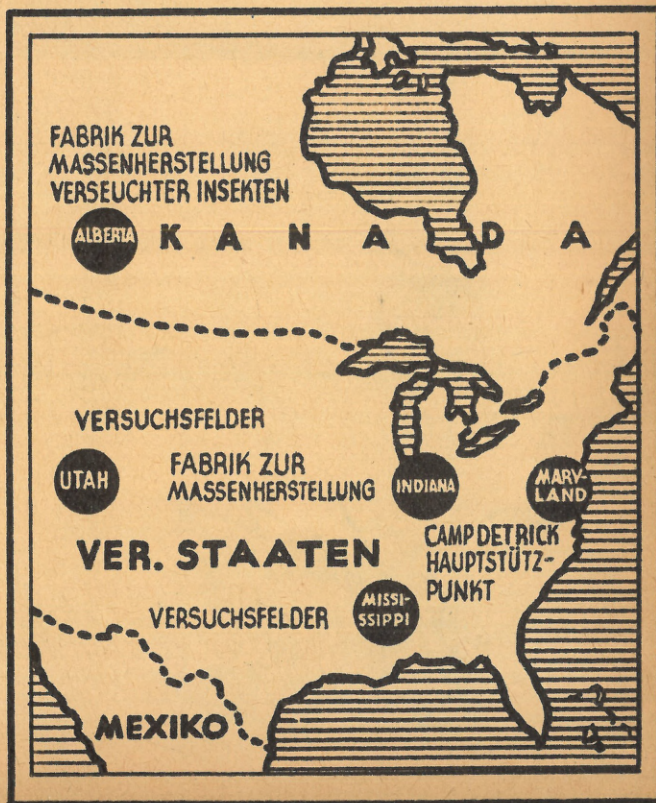 FABRIK ZUR
MASSENHERSTELLUNG
VERSEUCHTER INSEKTEN
ALBERTA
KANADA
VERSUCHSFELDER
UTAH
FABRIK ZUR
MASSENHERSTELLUNG
INDIANA
MARY-
LAND
CAMP DETRICK
HAUPTSTÜTZ-
PUNKT
VER. STAATEN
VERSUCHSFELDER
MISSI-
SSIPPI
MEXIKO